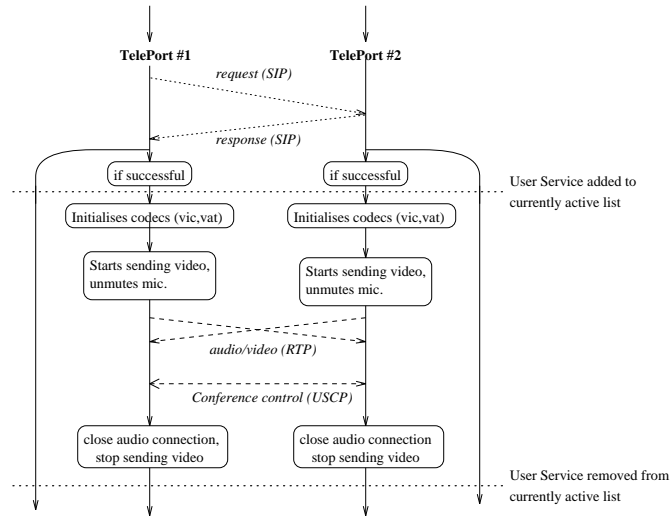 TelePort #1
TelePort #2
request (SIP)
response (SIP)
if successful
if successful
User Service added to
currently active list
Initialises codecs (vic,vat)
Initialises codecs (vic,vat)
Starts sending video,
unmutes mic.
Starts sending video,
unmutes mic.
audio/video (RTP)
Conference control (USCP)
close audio connection,
stop sending video
close audio connection
stop sending video
User Service removed from
currently active list